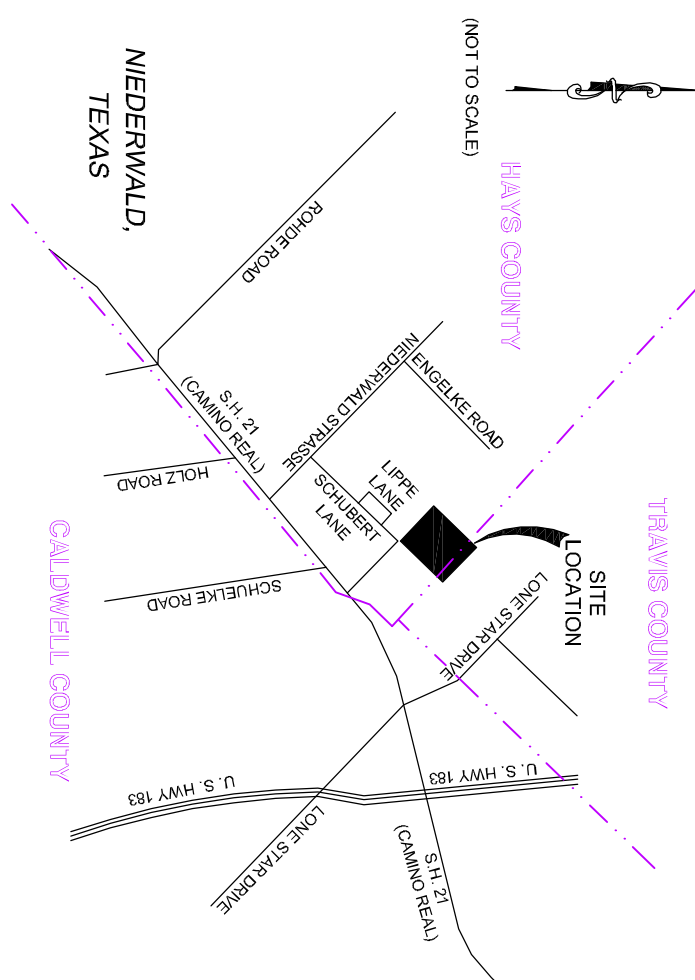 (NOT TO SCALE)
NIEDERWALD,
TEXAS
HAYS COUNTY
TRAVIS COUNTY
CALDWELL COUNTY
ROHDE ROAD
S.H. 21
(CAMINO REAL)
NIEDERWALD STRASSE
ENGELKE ROAD
LIPPE
LANE
SCHUBERT
LANE
HOLZ ROAD
SCHUELKE ROAD
SITE
LOCATION
LONE STAR DRIVE
U. S. HWY 183
U. S. HWY 183
LONE STAR DRIVE
S.H. 21
(CAMINO REAL)